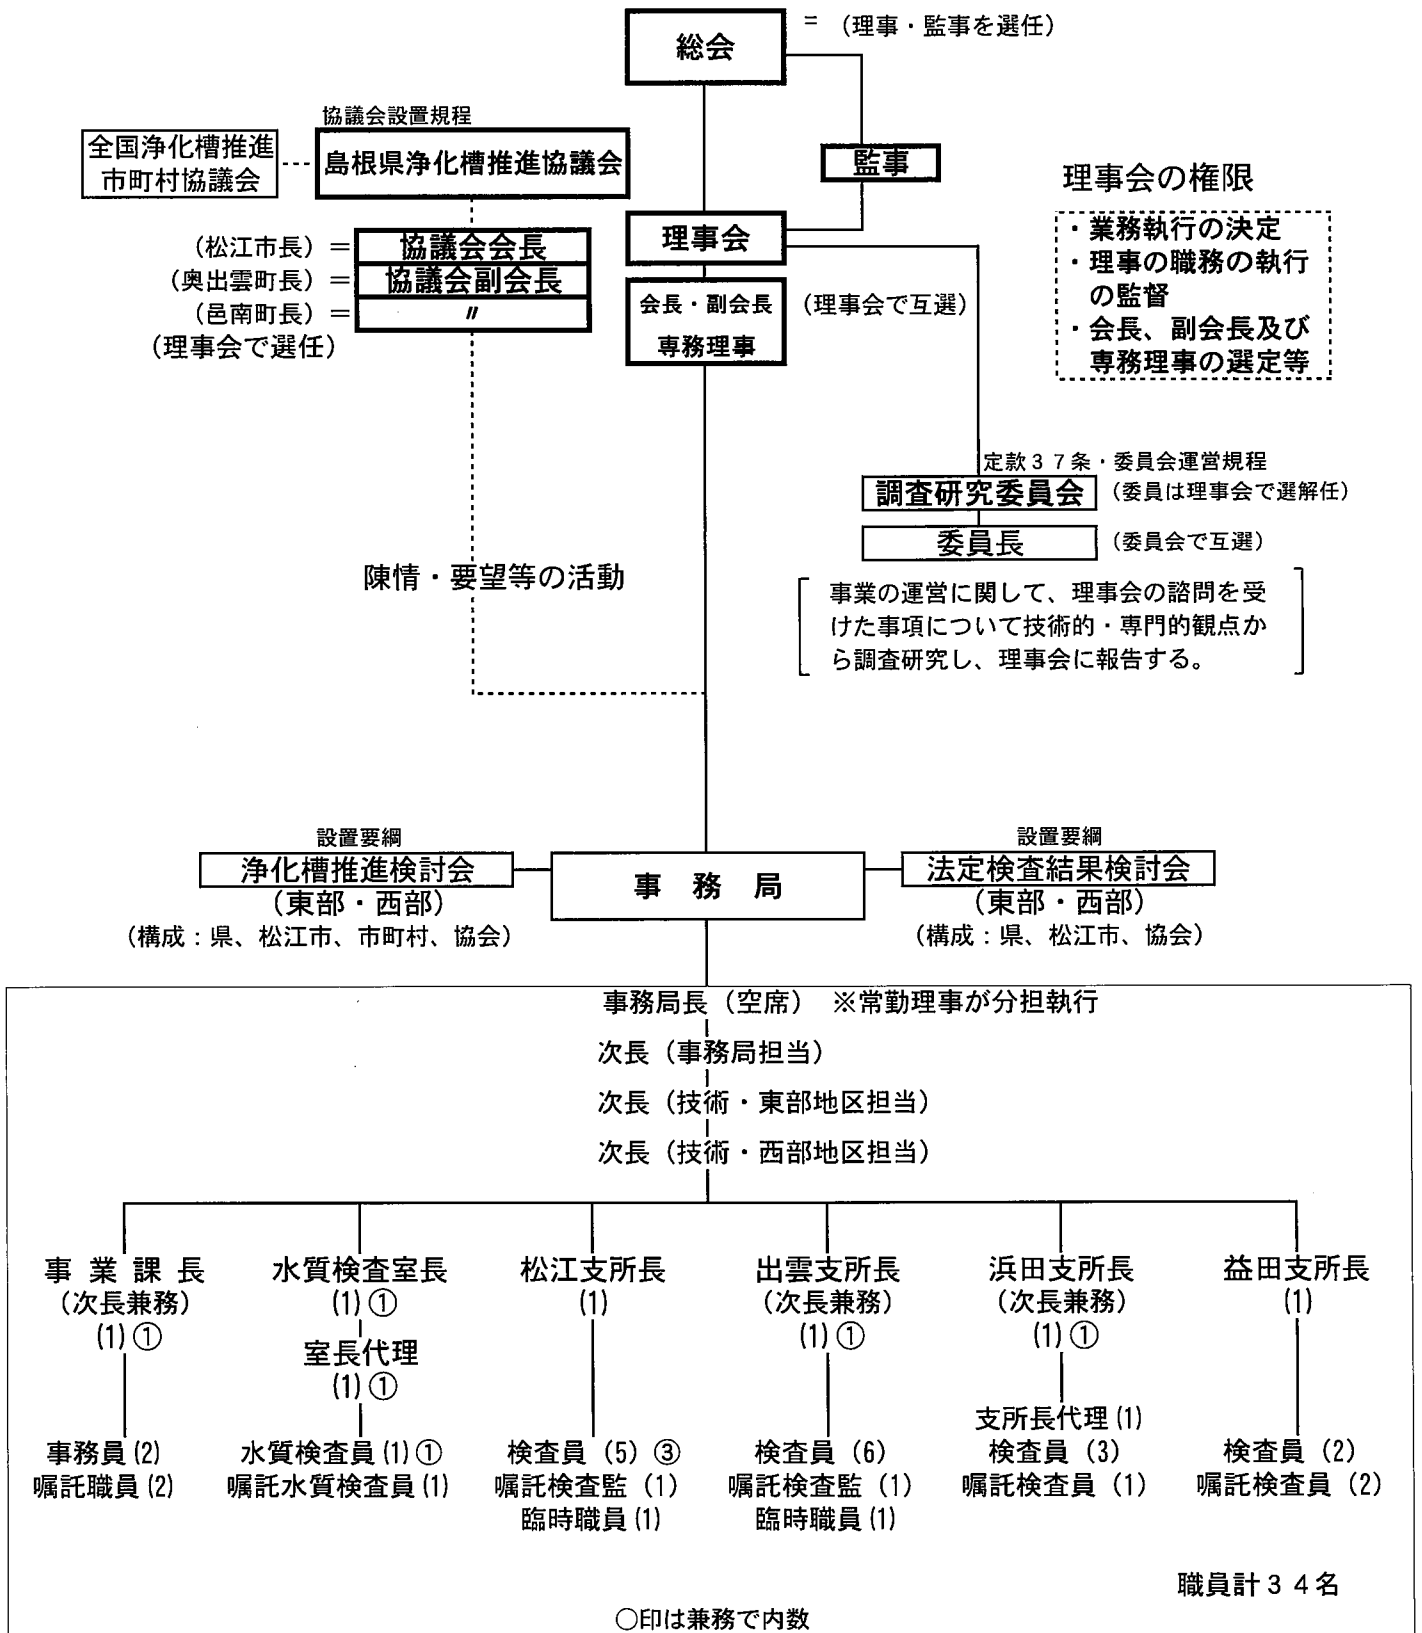 総会
= (理事・監事を選任)
協議会設置規程
全国浄化槽推進
市町村協議会
島根県浄化槽推進協議会
監事
理事会の権限
・業務執行の決定
・理事の職務の執行
の監督
・会長、副会長及び
専務理事の選定等
理事会
(松江市長) =
協議会会長
(奥出雲町長) =
協議会副会長
(邑南町長) =
〃
(理事会で選任)
会長・副会長
専務理事
(理事会で互選)
定款37条・委員会運営規程
調査研究委員会
(委員は理事会で選解任)
委員長
(委員会で互選)
陳情・要望等の活動
事業の運営に関して、理事会の諮問を受
けた事項について技術的・専門的観点か
ら調査研究し、理事会に報告する。
設置要綱
浄化槽推進検討会
(東部・西部)
(構成:県、松江市、市町村、協会)
事 務 局
設置要綱
法定検査結果検討会
(東部・西部)
(構成:県、松江市、協会)
事務局長(空席) ※常勤理事が分担執行
次長(事務局担当)
次長(技術・東部地区担当)
次長(技術・西部地区担当)
事 業 課 長
(次長兼務)
(1)①
事務員(2)
嘱託職員(2)
水質検査室長
(1)①
室長代理
(1)①
水質検査員(1)①
嘱託水質検査員(1)
松江支所長
(1)
検査員(5)③
嘱託検査監(1)
臨時職員(1)
出雲支所長
(次長兼務)
(1)①
検査員(6)
嘱託検査監(1)
臨時職員(1)
浜田支所長
(次長兼務)
(1)①
支所長代理(1)
検査員(3)
嘱託検査員(1)
益田支所長
(1)
検査員(2)
嘱託検査員(2)
職員計34名
○印は兼務で内数